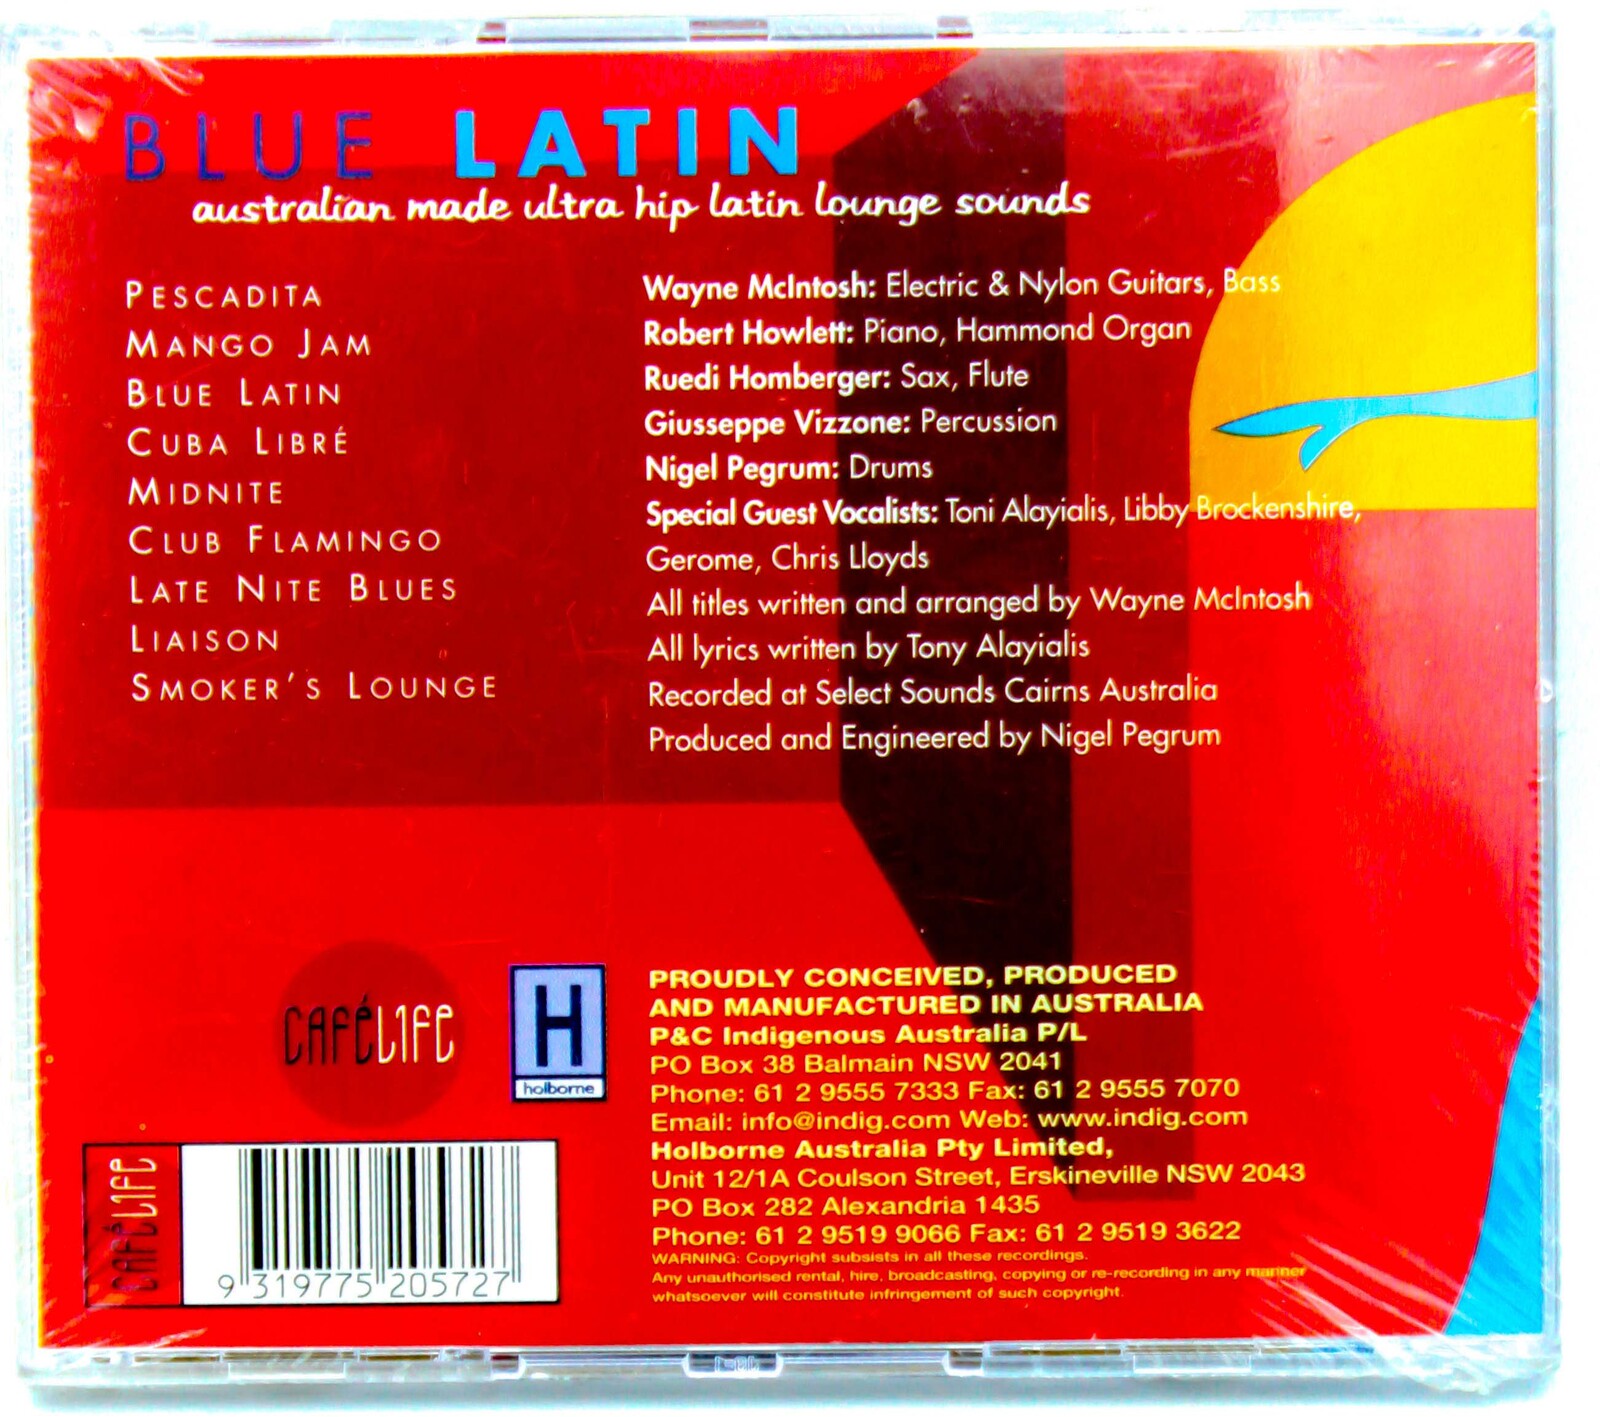 BLUE LATIN
australian made ultra hip latin lounge sounds
PESCADITA
MANGO JAM
BLUE LATIN
CUBA LIBRÉ
MIDNITE
CLUB FLAMINGO
LATE NITE BLUES
LIAISON
SMOKER'S LOUNGE
Wayne McIntosh: Electric & Nylon Guitars, Bass
Robert Howlett: Piano, Hammond Organ
Ruedi Homberger: Sax, Flute
Giusseppe Vizzone: Percussion
Nigel Pegrum: Drums
Special Guest Vocalists: Toni Alayialis, Libby Brockenshire,
Gerome, Chris Lloyds
All titles written and arranged by Wayne McIntosh
All lyrics written by Tony Alayialis
Recorded at Select Sounds Cairns Australia
Produced and Engineered by Nigel Pegrum
CAFéL1FE
H
holborne
PROUDLY CONCEIVED, PRODUCED
AND MANUFACTURED IN AUSTRALIA
P&C Indigenous Australia P/L
PO Box 38 Balmain NSW 2041
Phone: 61 2 9555 7333 Fax: 61 2 9555 7070
Email: info@indig.com Web: www.indig.com
Holborne Australia Pty Limited,
Unit 12/1A Coulson Street, Erskineville NSW 2043
PO Box 282 Alexandria 1435
Phone: 61 2 9519 9066 Fax: 61 2 9519 3622
WARNING: Copyright subsists in all these recordings.
Any unauthorised rental, hire, broadcasting, copying or re-recording in any manner
whatsoever will constitute infringement of such copyright.
CAFéL1FE
9 319775 205727